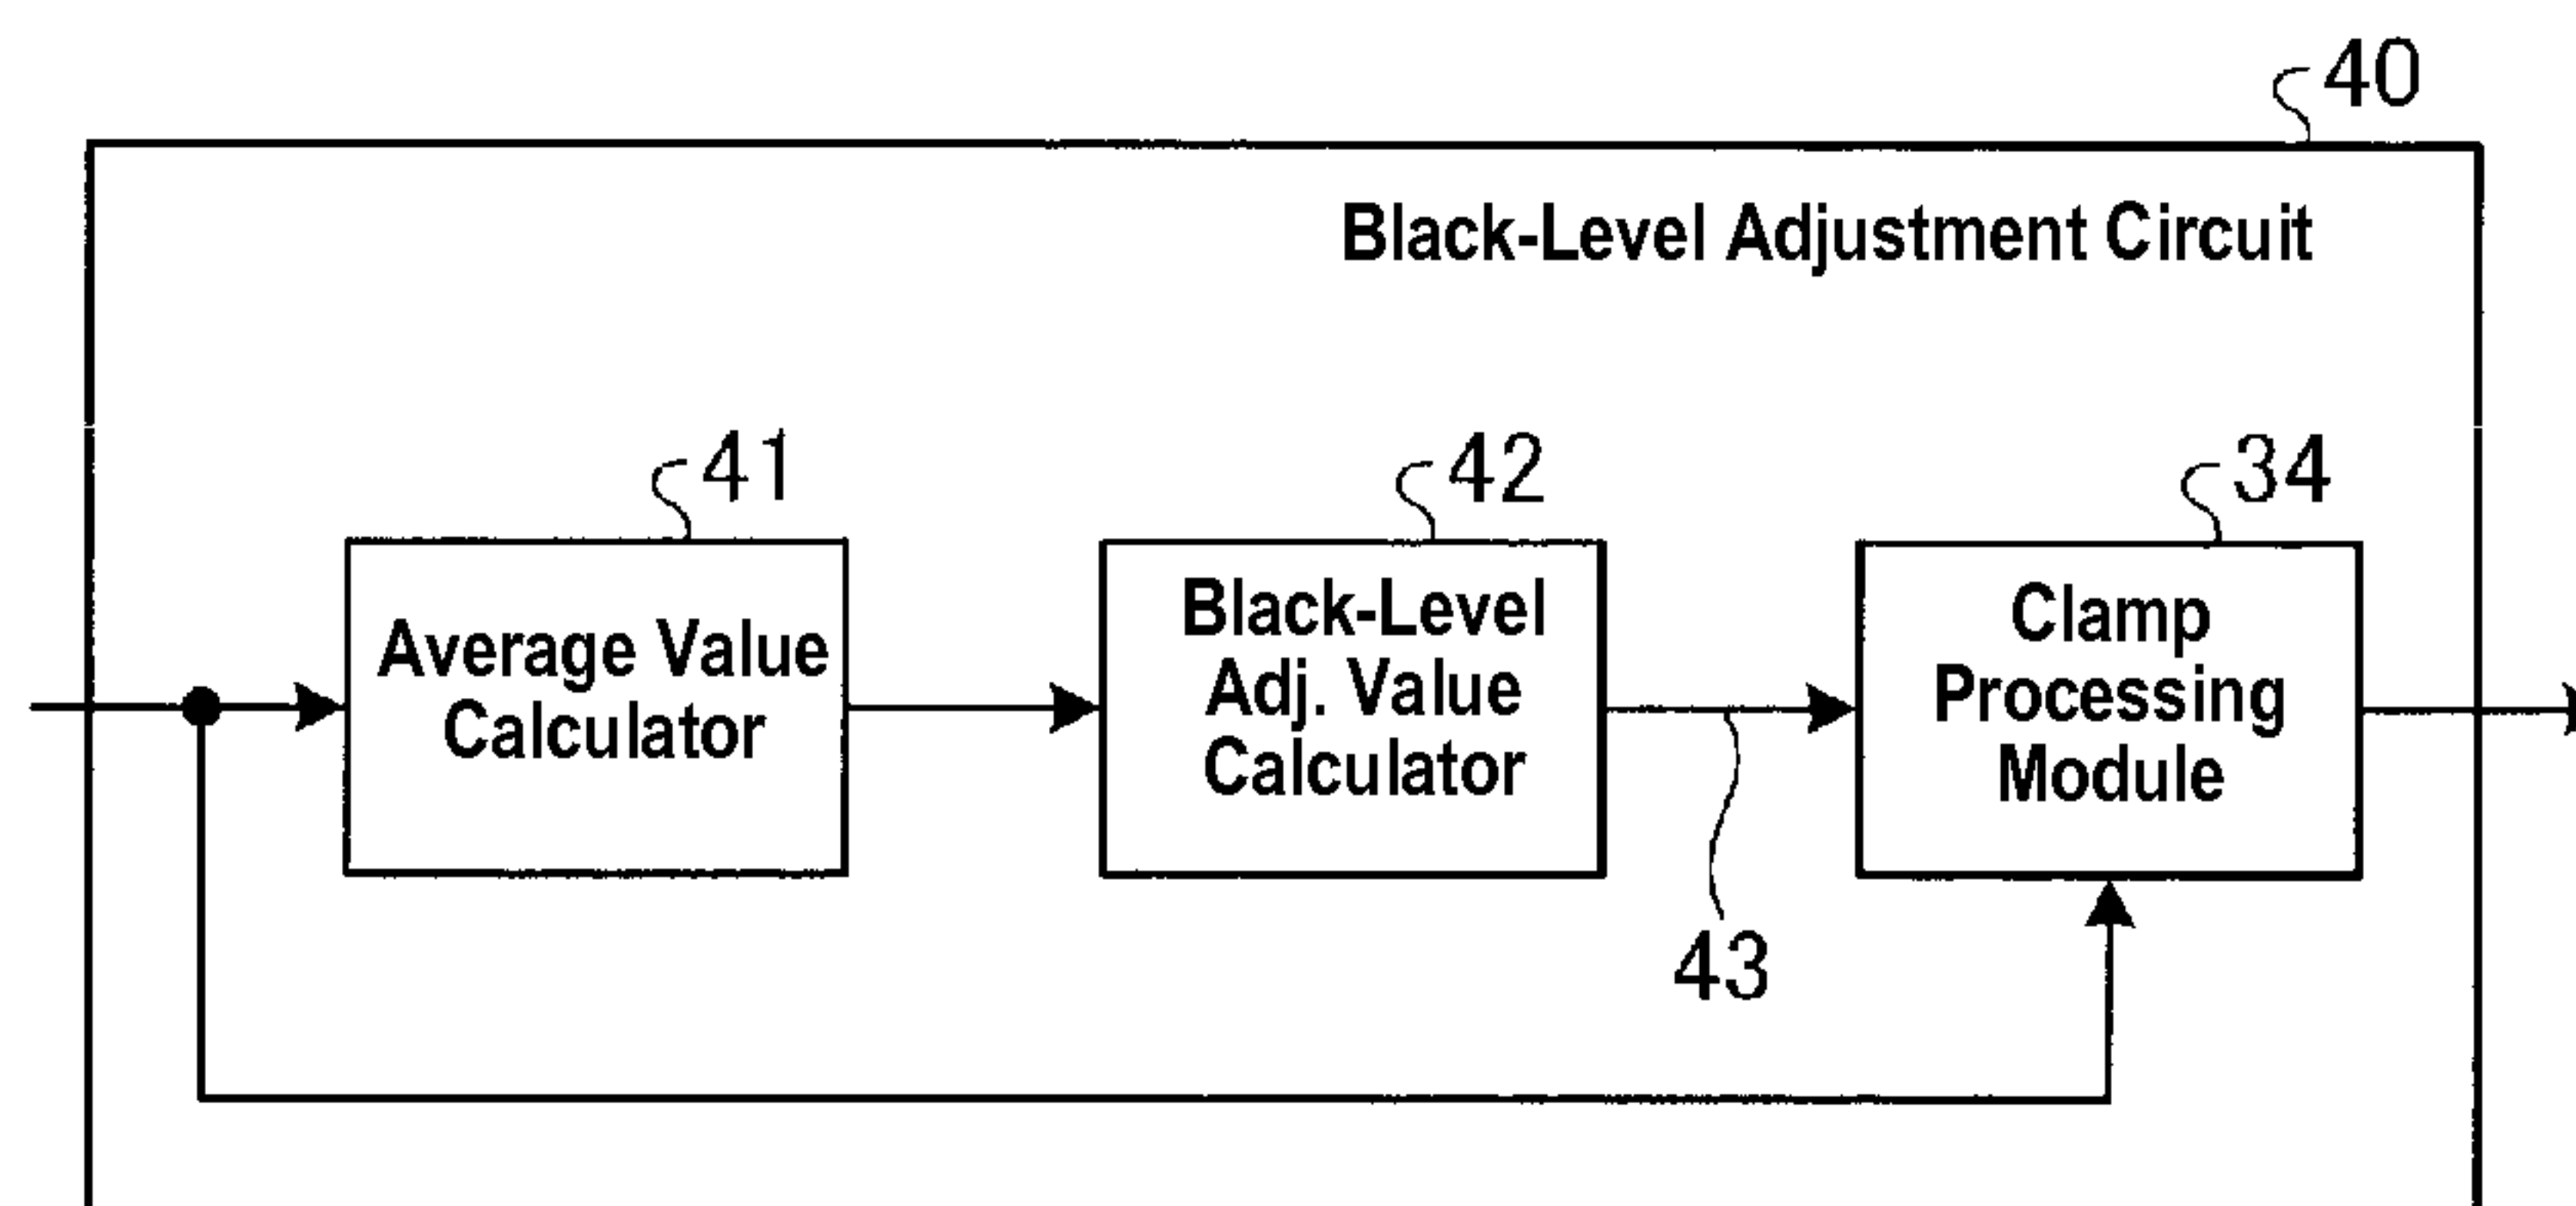 40
Black-Level Adjustment Circuit
41
42
34
Average Value
Calculator
Black-Level
Adj. Value
Calculator
Clamp
Processing
Module
43